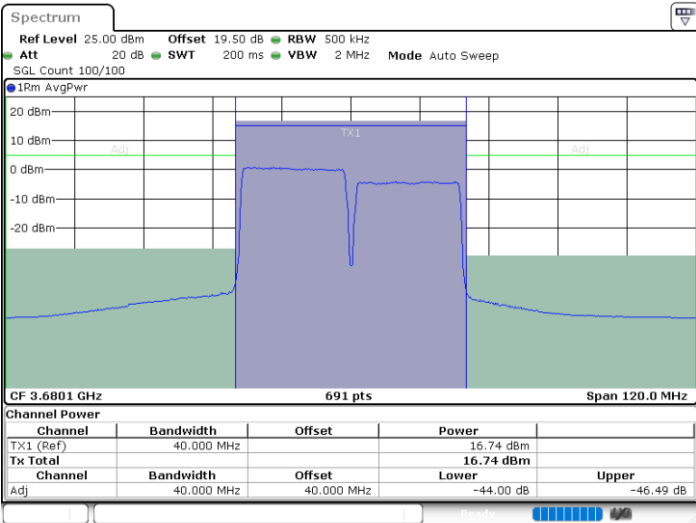 Spectrum
Ref Level 25.00 dBm Offset 19.50 dB RBW 500 kHz
Att 20 dB SWT 200 ms VBW 2 MHz Mode Auto Sweep
SGL Count 100/100
1Rm AvgPwr
20 dBm
TX1
10 dBm
Adj Adj
0 dBm
-10 dBm
-20 dBm
CF 3.6801 GHz 691 pts Span 120.0 MHz
Channel Power
Channel Bandwidth Offset Power
TX1 (Ref) 40.000 MHz 16.74 dBm
Tx Total 16.74 dBm
Channel Bandwidth Offset Lower Upper
Adj 40.000 MHz 40.000 MHz -44.00 dB -46.49 dB
Ready